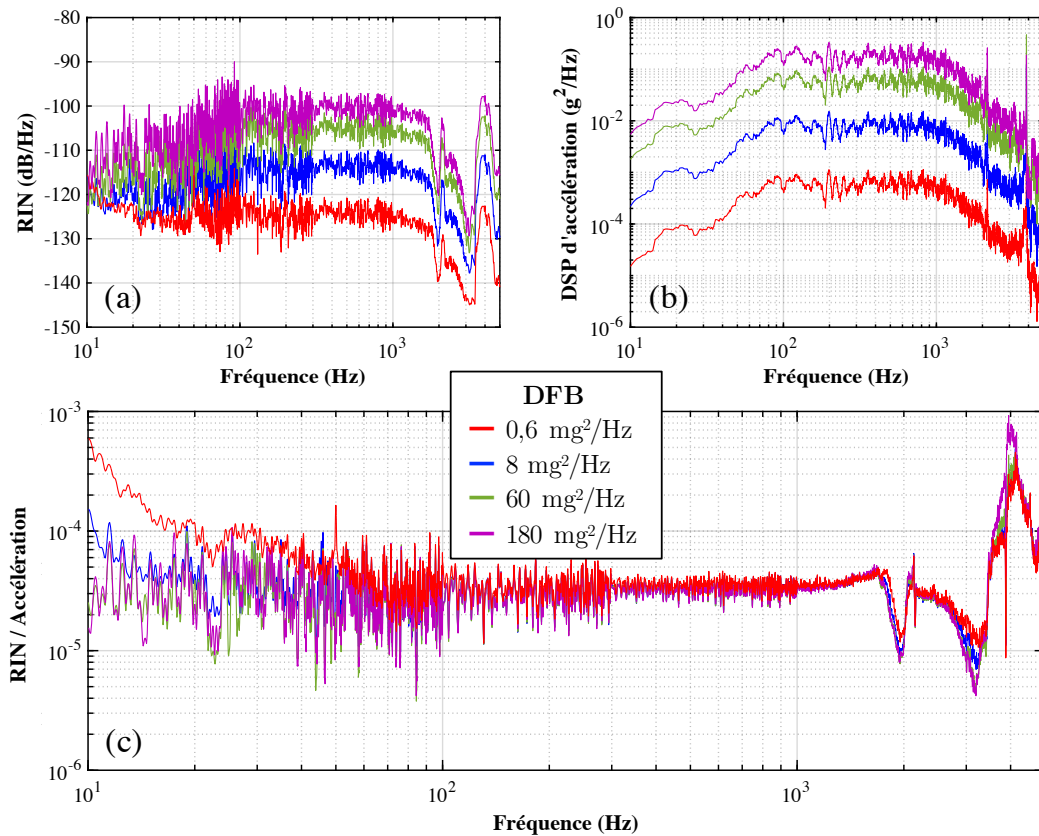 -80
-90
-100
-110
-120
-130
-140
-150
RIN (dB/Hz)
(a)
10^1
10^2
10^3
Fréquence (Hz)
10^0
10^-2
10^-4
10^-6
DSP d'accélération (g²/Hz)
(b)
10^1
10^2
10^3
Fréquence (Hz)
DFB
0,6 mg²/Hz
8 mg²/Hz
60 mg²/Hz
180 mg²/Hz
10^-3
10^-4
10^-5
10^-6
RIN / Accélération
(c)
10^1
10^2
10^3
Fréquence (Hz)